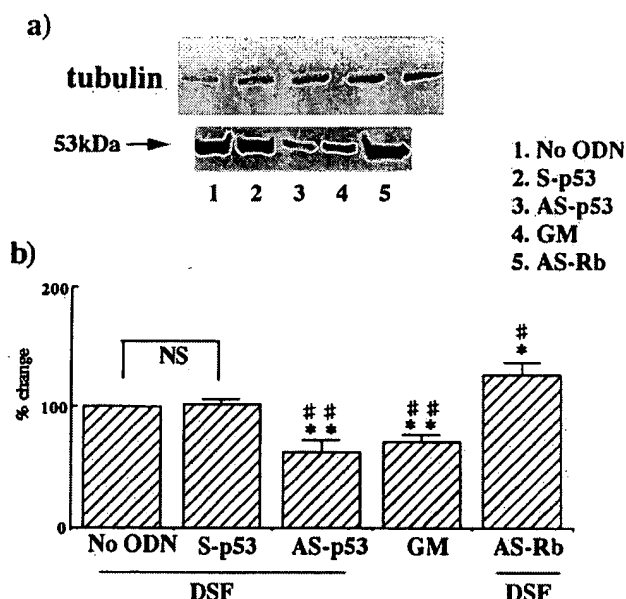 a)
tubulin
53kDa
1 2 3 4 5
1. No ODN
2. S-p53
3. AS-p53
4. GM
5. AS-Rb
b)
200
100
0
% change
NS
# #
* *
# #
* *
#
*
No ODN S-p53 AS-p53 GM AS-Rb
DSF DSF